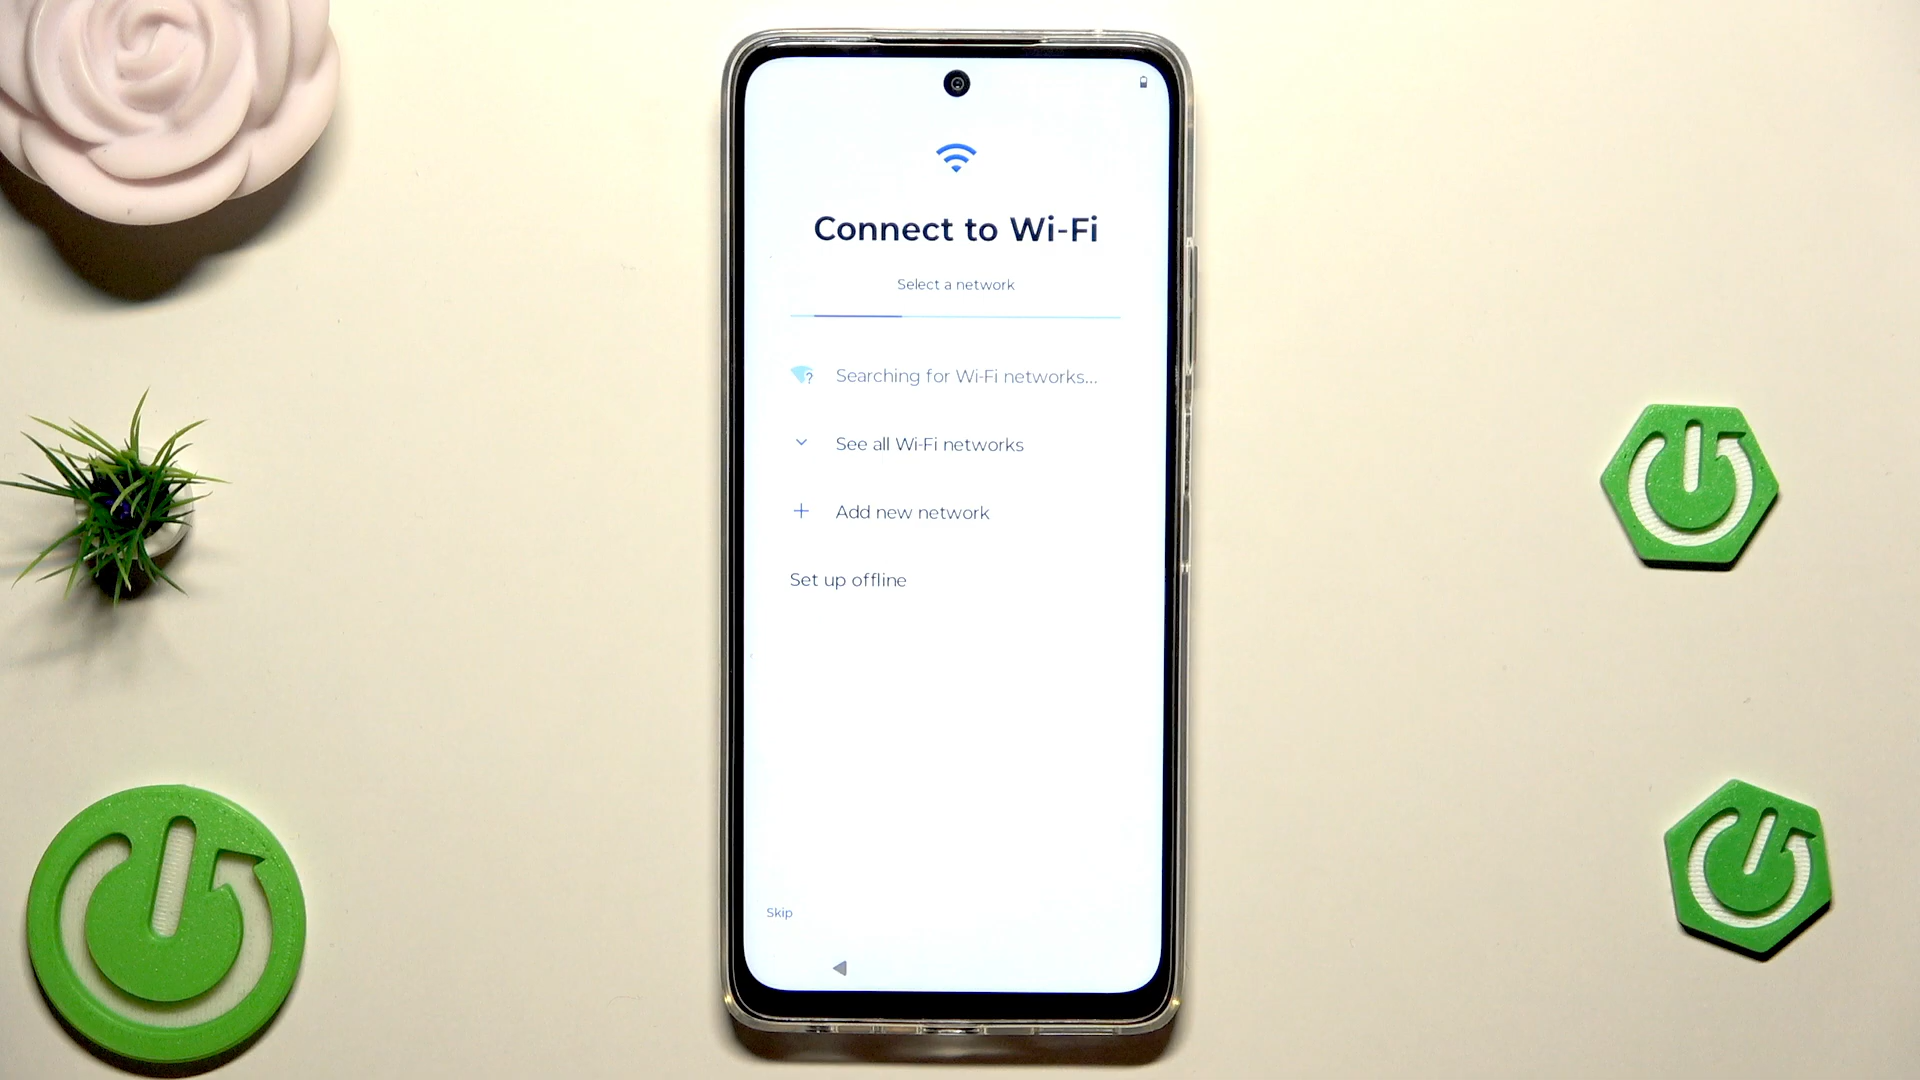 Connect to Wi-Fi
Select a network
Searching for Wi-Fi networks...
See all Wi-Fi networks
Add new network
Set up offline
Skip